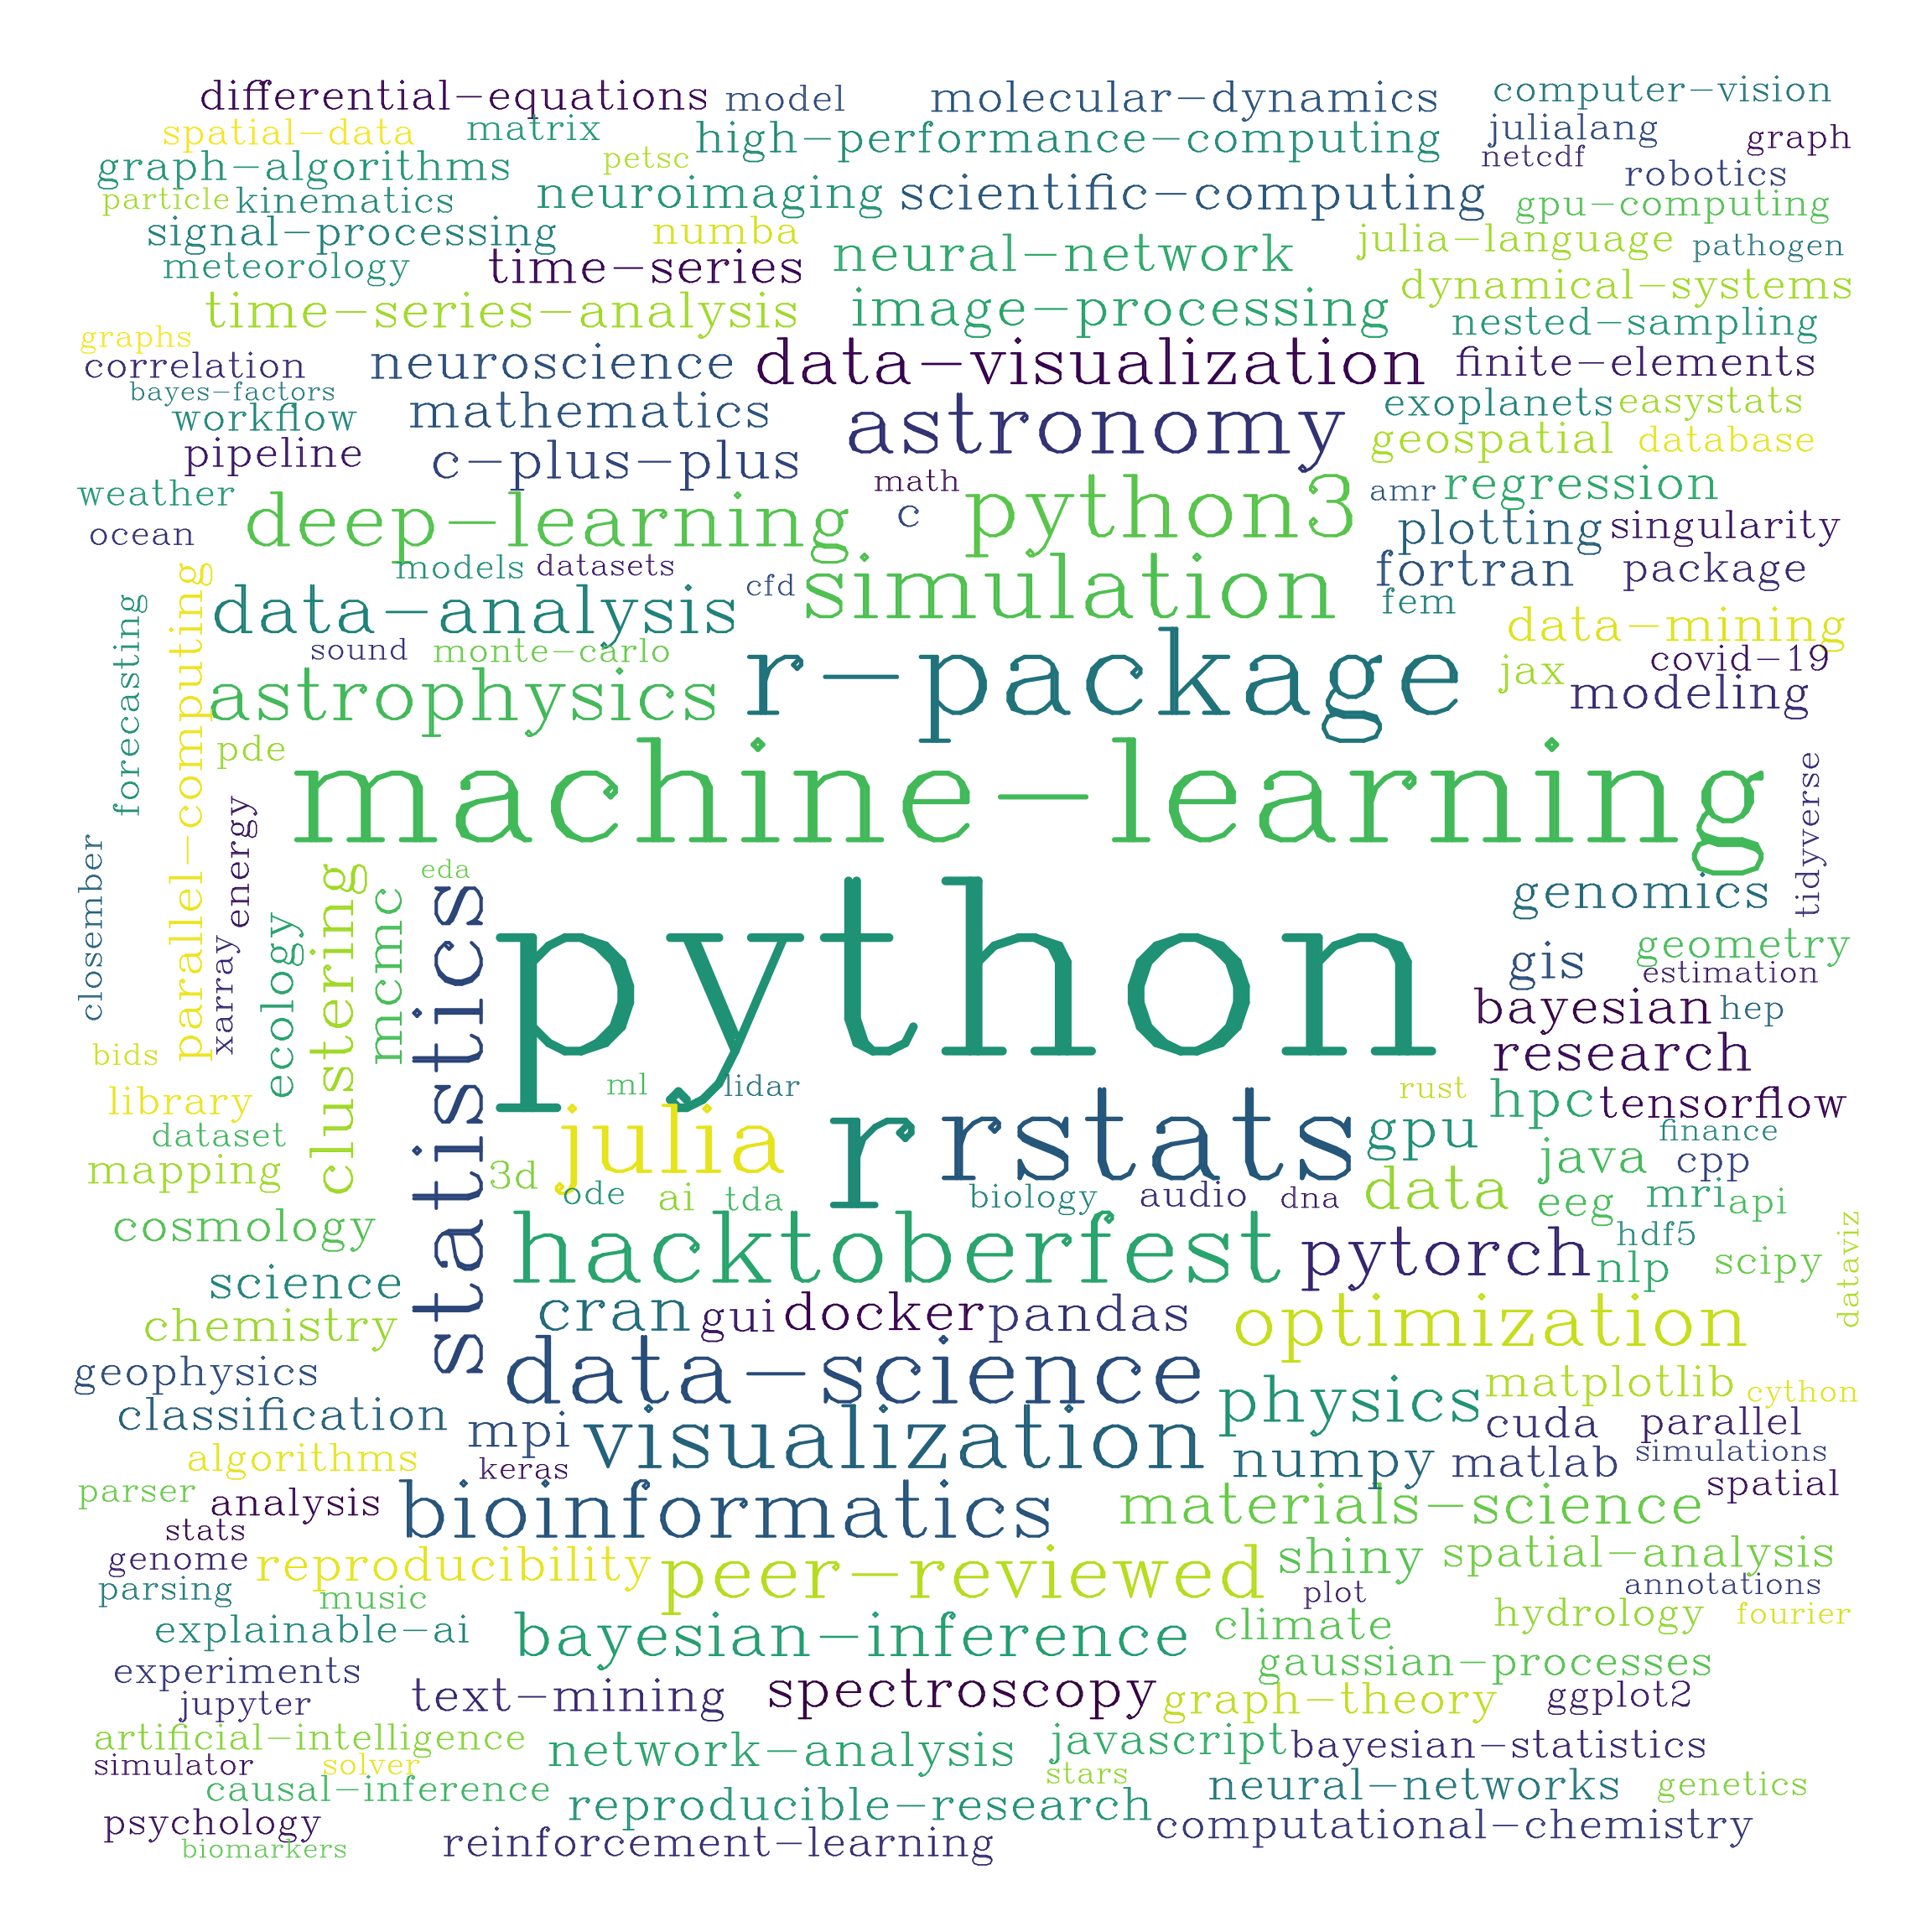 differential-equations model molecular-dynamics computer-vision
spatial-data matrix high-performance-computing julialang graph
graph-algorithms petsc netcdf robotics
particle kinematics neuroimaging scientific-computing gpu-computing
signal-processing numba neural-network julia-language pathogen
meteorology time-series dynamical-systems
time-series-analysis image-processing nested-sampling
graphs
correlation neuroscience data-visualization finite-elements
bayes-factors
workflow mathematics astronomy exoplanets easystats
pipeline c-plus-plus geospatial database
weather math python3 amr regression
ocean deep-learning c plotting singularity
models datasets cfd simulation fortran package
data-analysis fem data-mining
sound monte-carlo r-package jax covid-19
astrophysics modeling
pde
forecasting
parallel-computing
machine-learning
tidyverse
closember
energy
xarray
ecology
clustering
mcmc
eda
statistics
python
genomics
gis geometry
estimation
bayesian hep
bids research
library ml lidar rust hpc tensorflow
dataset julia r rstats gpu finance
mapping 3d java cpp
ode ai tda biology audio dna data eeg mri api
cosmology hacktoberfest pytorch hdf5
nlp scipy
dataviz
science cran gui docker pandas optimization
chemistry
geophysics data-science physics matplotlib cython
classification mpi visualization cuda parallel
algorithms keras numpy matlab simulations
parser analysis bioinformatics materials-science spatial
stats
genome reproducibility peer-reviewed shiny spatial-analysis
parsing music plot annotations
explainable-ai bayesian-inference climate hydrology fourier
experiments gaussian-processes
jupyter text-mining spectroscopy graph-theory ggplot2
artificial-intelligence network-analysis javascript bayesian-statistics
simulator solver stars
causal-inference reproducible-research neural-networks genetics
psychology reinforcement-learning computational-chemistry
biomarkers